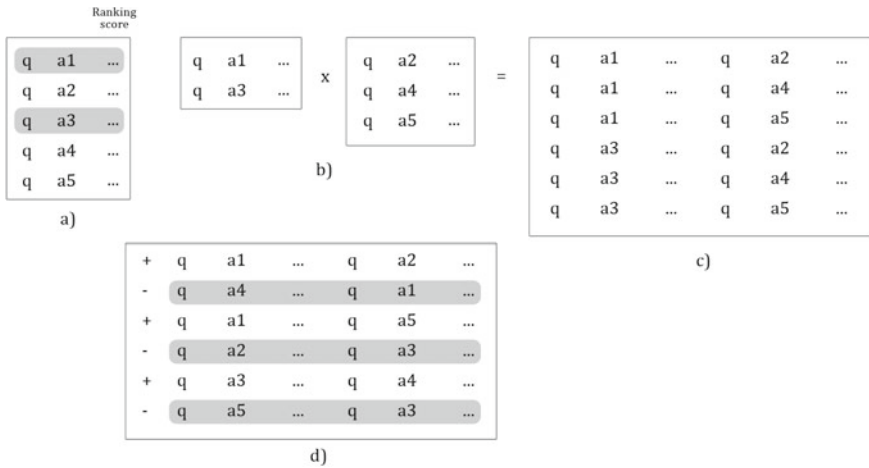 Ranking
score
q a1 ...
q a2 ...
q a3 ...
q a4 ...
q a5 ...
a)
q a1 ...
q a3 ...
x
q a2 ...
q a4 ...
q a5 ...
b)
=
q a1 ... q a2 ...
q a1 ... q a4 ...
q a1 ... q a5 ...
q a3 ... q a2 ...
q a3 ... q a4 ...
q a3 ... q a5 ...
c)
+ q a1 ... q a2 ...
- q a4 ... q a1 ...
+ q a1 ... q a5 ...
- q a2 ... q a3 ...
+ q a3 ... q a4 ...
- q a5 ... q a3 ...
d)